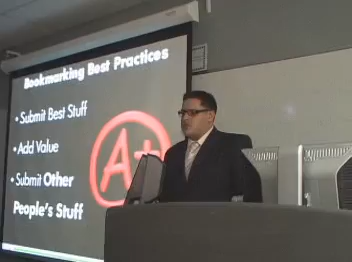 Bookmarking Best Practices
• Submit Best Stuff
• Add Value
• Submit Other
People's Stuff
A+